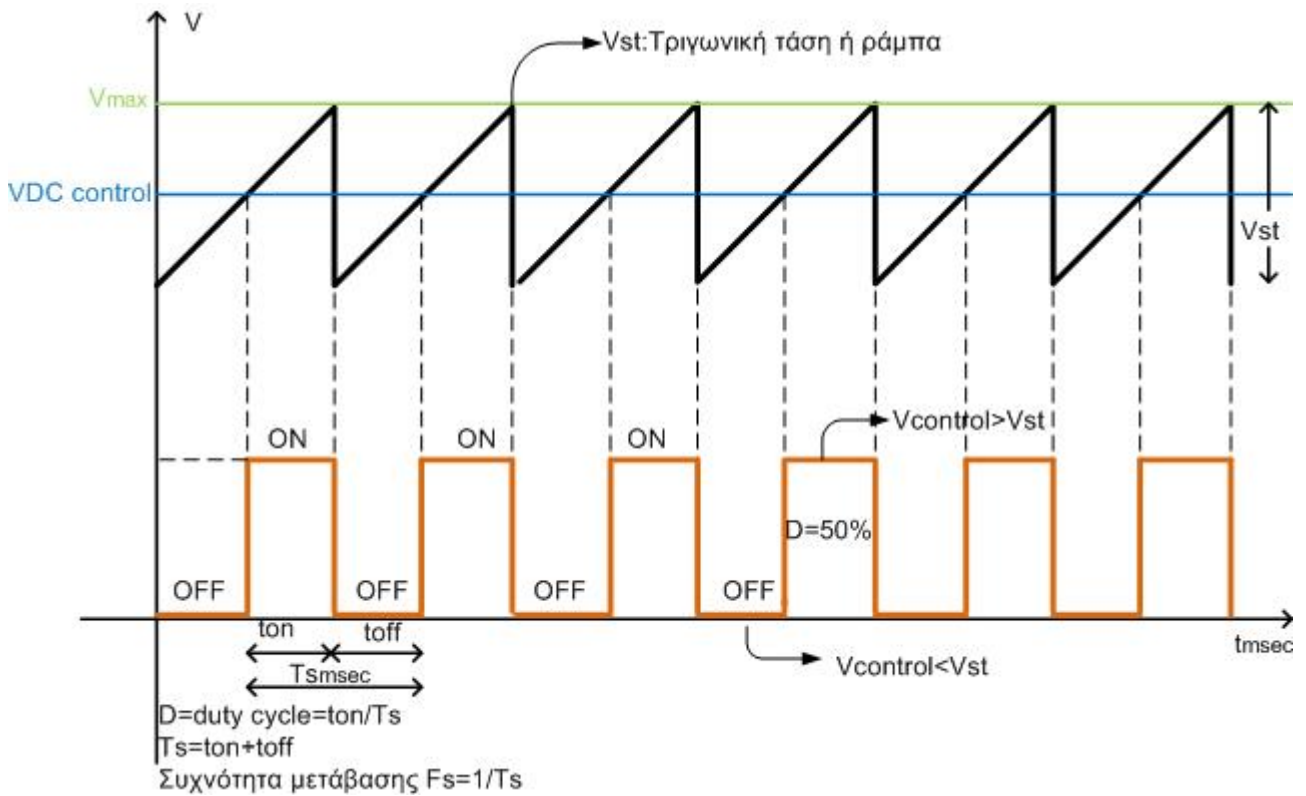 V
Vst:Τριγωνική τάση ή ράμπα
Vmax
VDC control
Vst
Vcontrol>Vst
ON
ON
ON
D=50%
OFF
OFF
OFF
OFF
ton
toff
tmsec
Tsmsec
Vcontrol<Vst
D=duty cycle=ton/Ts
Ts=ton+toff
Συχνότητα μετάβασης Fs=1/Ts